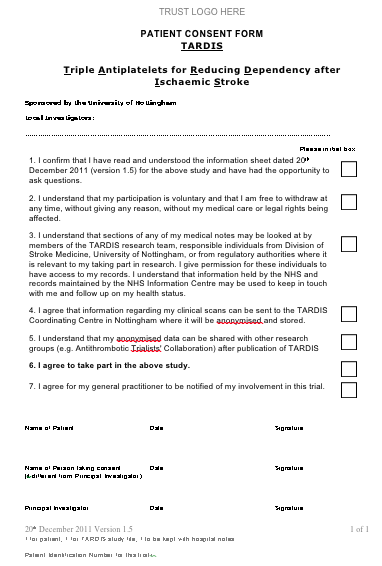 TRUST LOGO HERE
PATIENT CONSENT FORM
TARDIS
Triple Antiplatelets for Reducing Dependency after
Ischaemic Stroke
Sponsored by the University of Nottingham
Local Investigators:
Please initial box
1. I confirm that I have read and understood the information sheet dated 20th
December 2011 (version 1.5) for the above study and have had the opportunity to
ask questions.
2. I understand that my participation is voluntary and that I am free to withdraw at
any time, without giving any reason, without my medical care or legal rights being
affected.
3. I understand that sections of any of my medical notes may be looked at by
members of the TARDIS research team, responsible individuals from Division of
Stroke Medicine, University of Nottingham, or from regulatory authorities where it
is relevant to my taking part in research. I give permission for these individuals to
have access to my records. I understand that information held by the NHS and
records maintained by the NHS Information Centre may be used to keep in touch
with me and follow up on my health status.
4. I agree that information regarding my clinical scans can be sent to the TARDIS
Coordinating Centre in Nottingham where it will be anonymised and stored.
5. I understand that my anonymised data can be shared with other research
groups (e.g. Antithrombotic Trialists' Collaboration) after publication of TARDIS
6. I agree to take part in the above study.
7. I agree for my general practitioner to be notified of my involvement in this trial.
Name of Patient Date Signature
Name of Person taking consent Date Signature
(if different from Principal Investigator)
Principal Investigator Date Signature
20th December 2011 Version 1.5 1 of 1
1 for patient, 1 for TARDIS study file, 1 to be kept with hospital notes
Patient Identification Number for this trial: